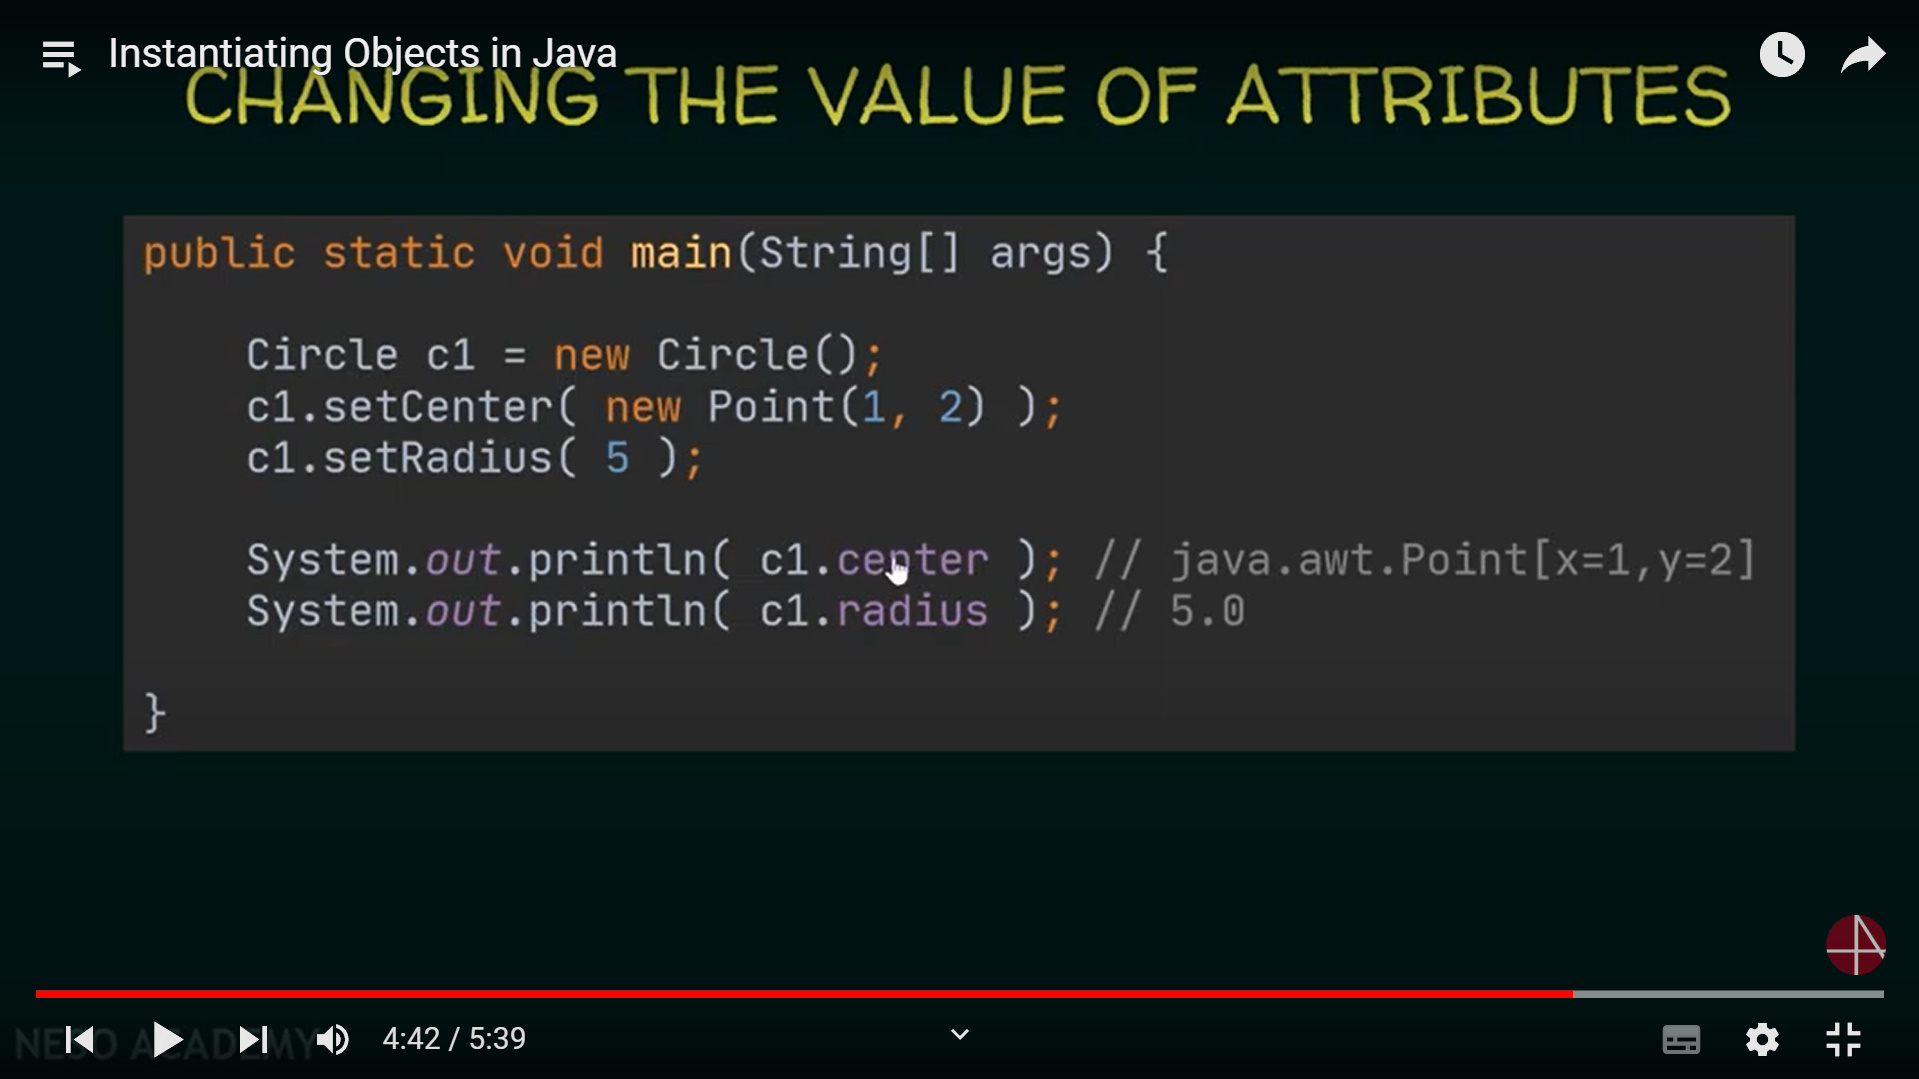 Instantiating Objects in Java
CHANGING THE VALUE OF ATTRIBUTES
public static void main(String[] args) {
Circle c1 = new Circle();
c1.setCenter( new Point(1, 2) );
c1.setRadius( 5 );
System.out.println( c1.center ); // java.awt.Point[x=1,y=2]
System.out.println( c1.radius ); // 5.0
}
NESO ACADEMY
4:42 / 5:39